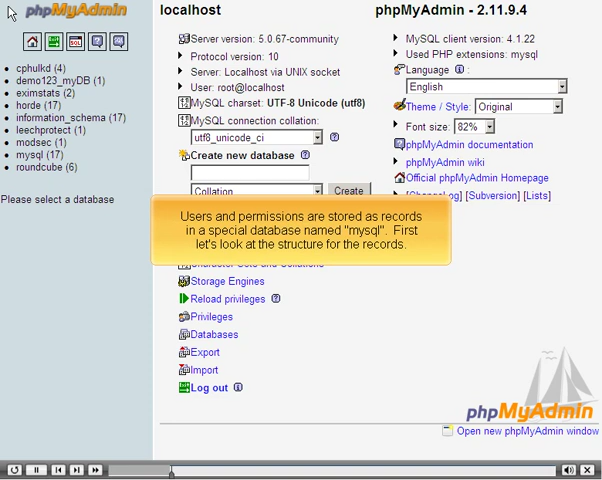 phpMyAdmin
SQL
cphulkd (4)
demo123_myDB (1)
eximstats (2)
horde (17)
information_schema (17)
leechprotect (1)
modsec (1)
mysql (17)
roundcube (6)
Please select a database
localhost
Server version: 5.0.67-community
Protocol version: 10
Server: Localhost via UNIX socket
User: root@localhost
MySQL charset: UTF-8 Unicode (utf8)
MySQL connection collation:
utf8_unicode_ci
Create new database
Collation
Create
Users and permissions are stored as records
in a special database named "mysql". First
let's look at the structure for the records.
Character Sets and Collations
Storage Engines
Reload privileges
Privileges
Databases
Export
Import
Log out
phpMyAdmin - 2.11.9.4
MySQL client version: 4.1.22
Used PHP extensions: mysql
Language :
English
Theme / Style: Original
Font size: 82%
phpMyAdmin documentation
phpMyAdmin wiki
Official phpMyAdmin Homepage
[ChangeLog] [Subversion] [Lists]
phpMyAdmin
Open new phpMyAdmin window